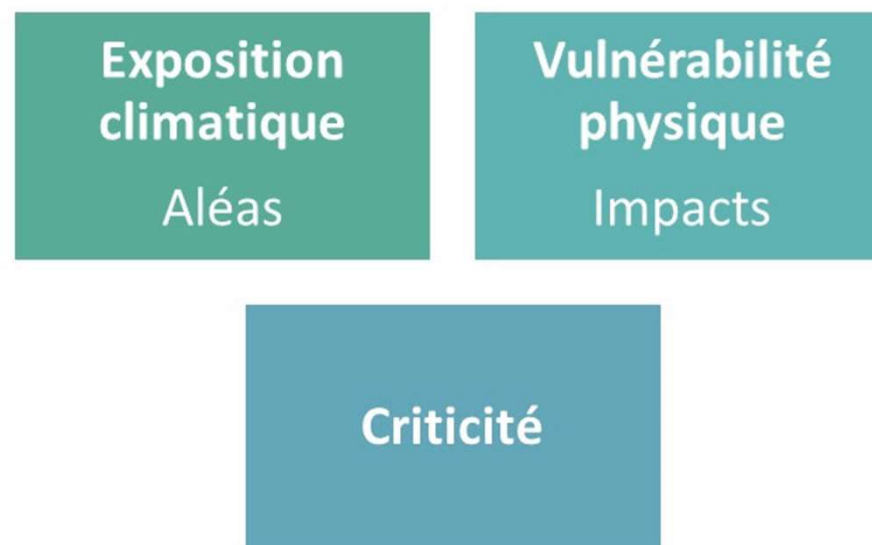 Exposition
climatique
Aléas
Vulnérabilité
physique
Impacts
Criticité